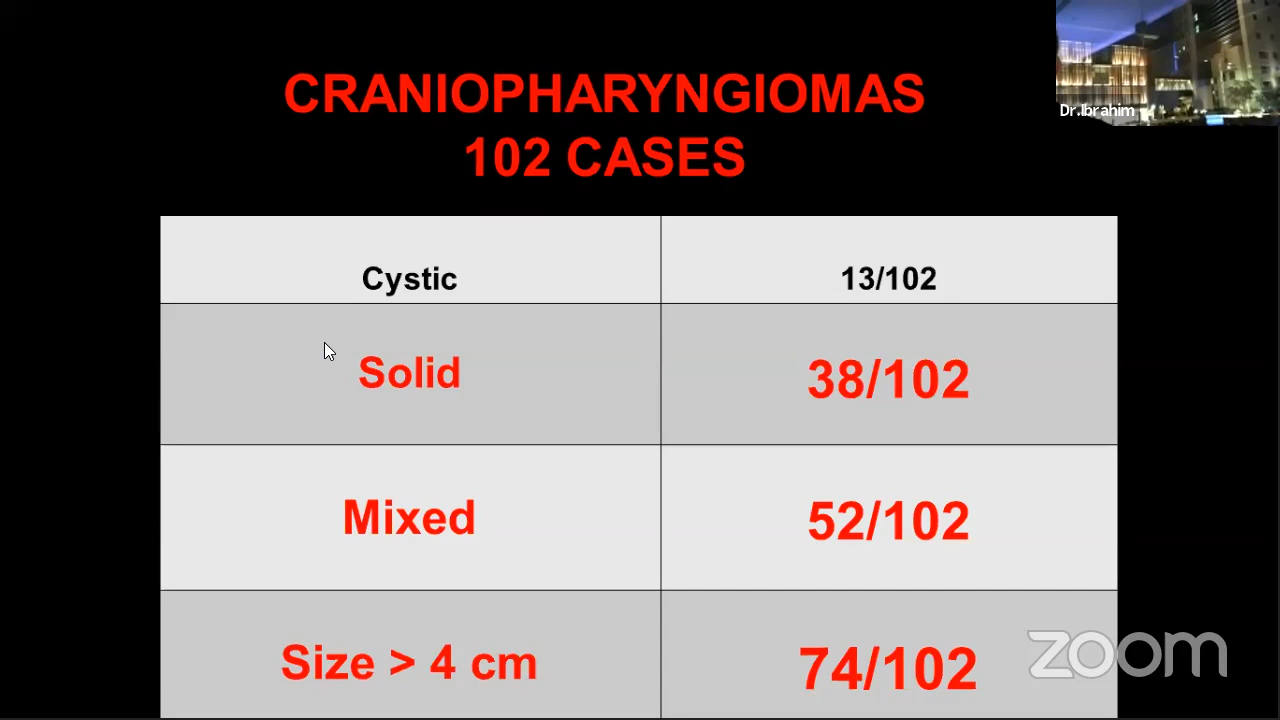 CRANIOPHARYNGIOMAS
102 CASES
Dr.Ibrahim
Cystic 13/102
Solid 38/102
Mixed 52/102
Size > 4 cm 74/102
zoom